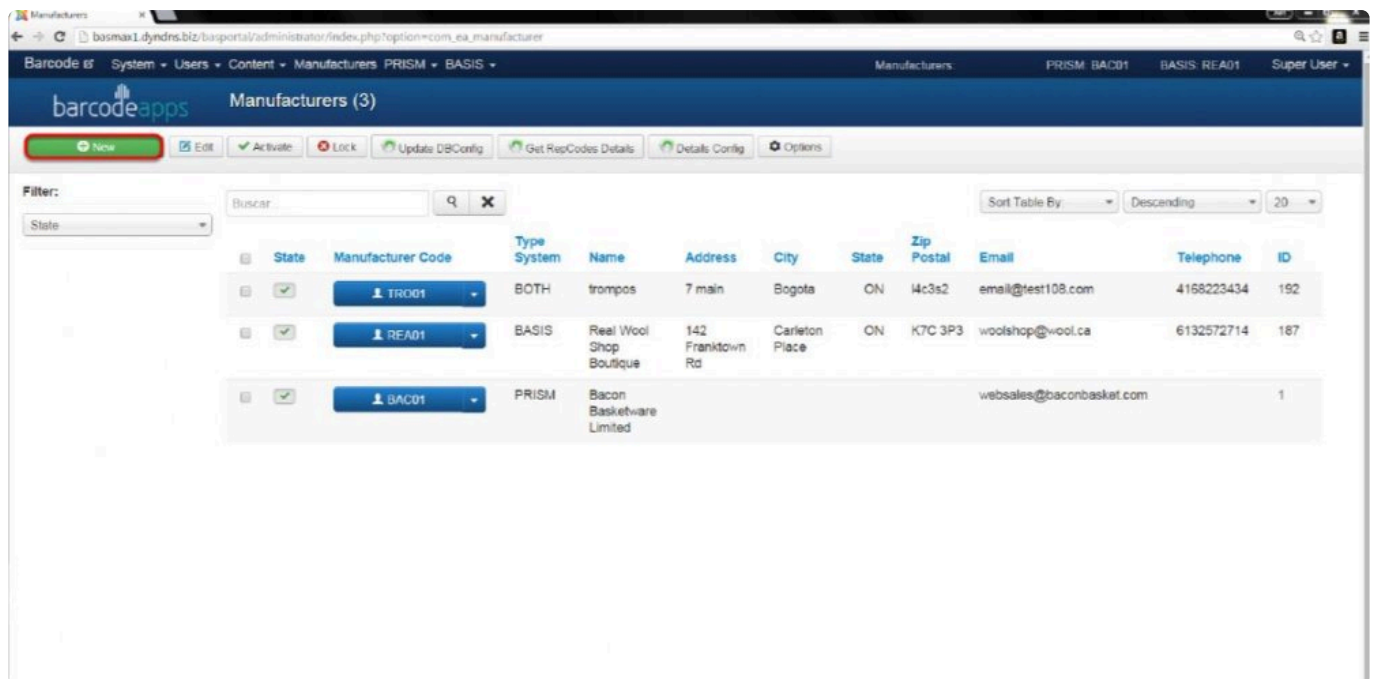 Manufacturers
basmax1.dyndns.biz/basportal/administrator/index.php?option=com_ea_manufacturer
Barcode System Users Content Manufacturers PRISM BASIS Manufacturers PRISM: BAC01 BASIS: REA01 Super User
barcodeapps Manufacturers (3)
New Edit Activate Lock Update DBConfig Get RepCodes Details Details Config Options
Filter:
State
Buscar Sort Table By Descending 20
State Manufacturer Code Type System Name Address City State Zip Postal Email Telephone ID
TRO01 BOTH trompos 7 main Bogota ON l4c3s2 email@test108.com 4168223434 192
REA01 BASIS Real Wool Shop Boutique 142 Franktown Rd Carleton Place ON K7C 3P3 woolshop@wool.ca 6132572714 187
BAC01 PRISM Bacon Basketware Limited websales@baconbasket.com 1